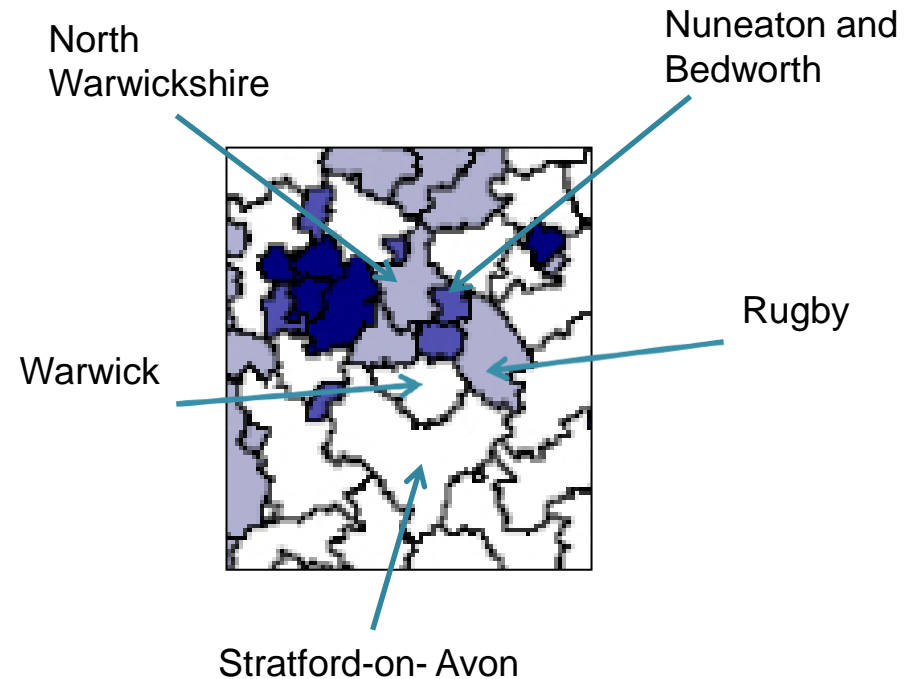 North
Warwickshire
Nuneaton and
Bedworth
Rugby
Warwick
Stratford-on- Avon